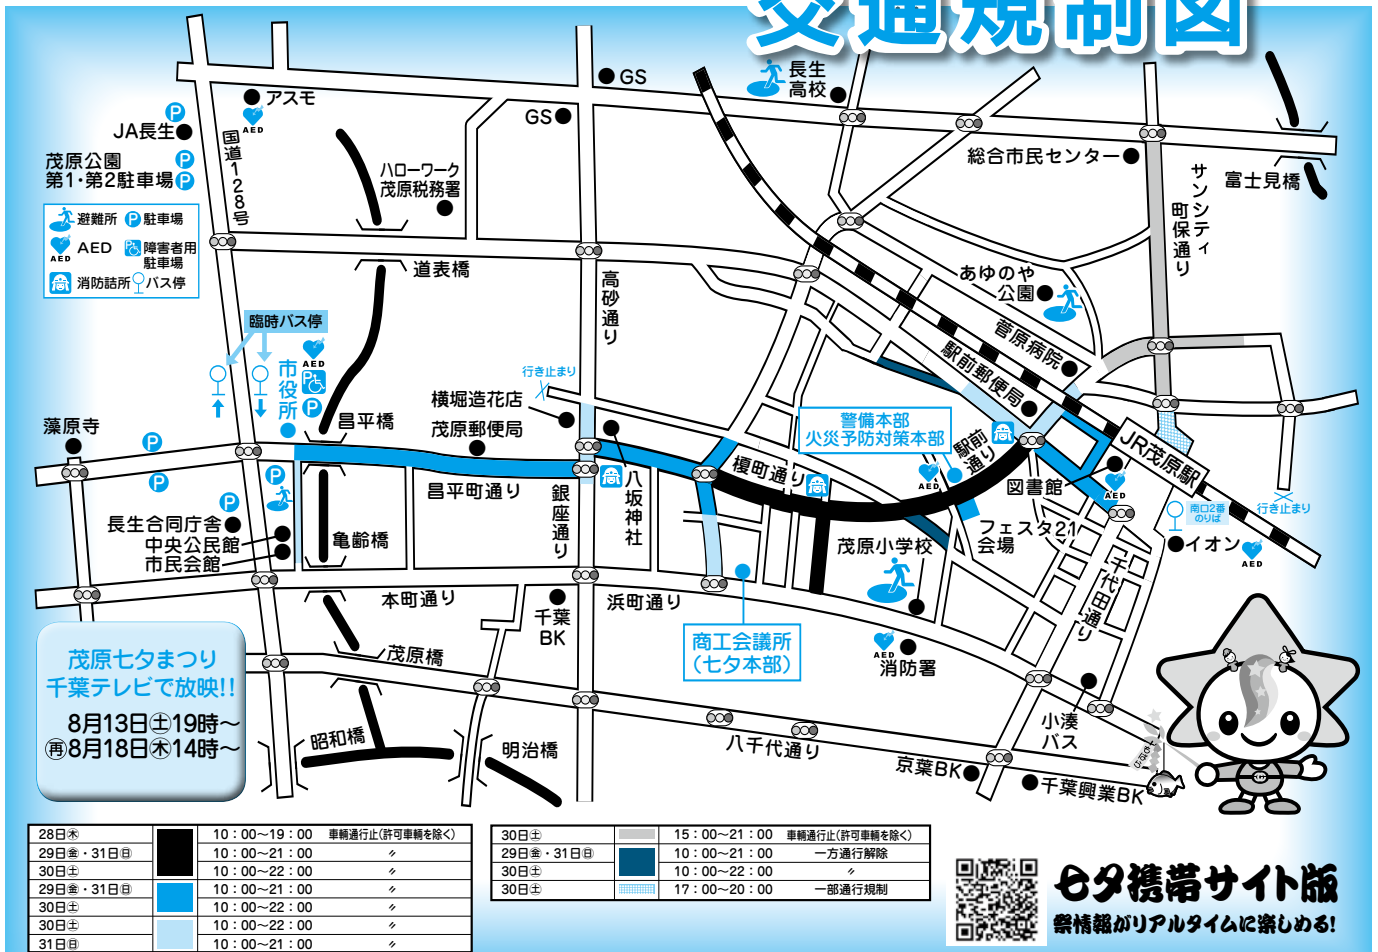 交通規制図
GS
長生
高校
アスモ
AED
GS
JA長生
P
茂原公園
第1・第2駐車場
P
P
国道128号
ハローワーク
茂原税務署
総合市民センター
サンシティ
町保通り
富士見橋
避難所
P 駐車場
AED
AED
障害者用
駐車場
消防詰所
バス停
道表橋
高砂通り
あゆのや
公園
菅原病院
駅前郵便局
臨時バス停
AED
市役所
P
P
行き止まり
横堀造花店
茂原郵便局
昌平橋
藻原寺
P
P
警備本部
火災予防対策本部
駅前通り
榎町通り
JR茂原駅
図書館
AED
AED
昌平町通り
銀座通り
八坂神社
P
P
長生合同庁舎
中央公民館
市民会館
亀齢橋
フェスタ21
会場
南口2番
のりば
行き止まり
イオン
AED
茂原小学校
千代田通り
本町通り
浜町通り
千葉
BK
商工会議所
(七夕本部)
AED
消防署
茂原橋
茂原七夕まつり
千葉テレビで放映!!
8月13日㊏19時〜
再8月18日㊍14時〜
昭和橋
明治橋
八千代通り
小湊
バス
京葉BK
千葉興業BK
28日㊍ 10：00〜19：00 車輌通行止(許可車輌を除く)
29日㊎・31日㊐ 10：00〜21：00 〃
30日㊏ 10：00〜22：00 〃
29日㊎・31日㊐ 10：00〜21：00 〃
30日㊏ 10：00〜22：00 〃
30日㊏ 10：00〜22：00 〃
31日㊐ 10：00〜21：00 〃
30日㊏ 15：00〜21：00 車輌通行止(許可車輌を除く)
29日㊎・31日㊐ 10：00〜21：00 一方通行解除
30日㊏ 10：00〜22：00 〃
30日㊏ 17：00〜20：00 一部通行規制
七夕携帯サイト版
祭情報がリアルタイムに楽しめる!